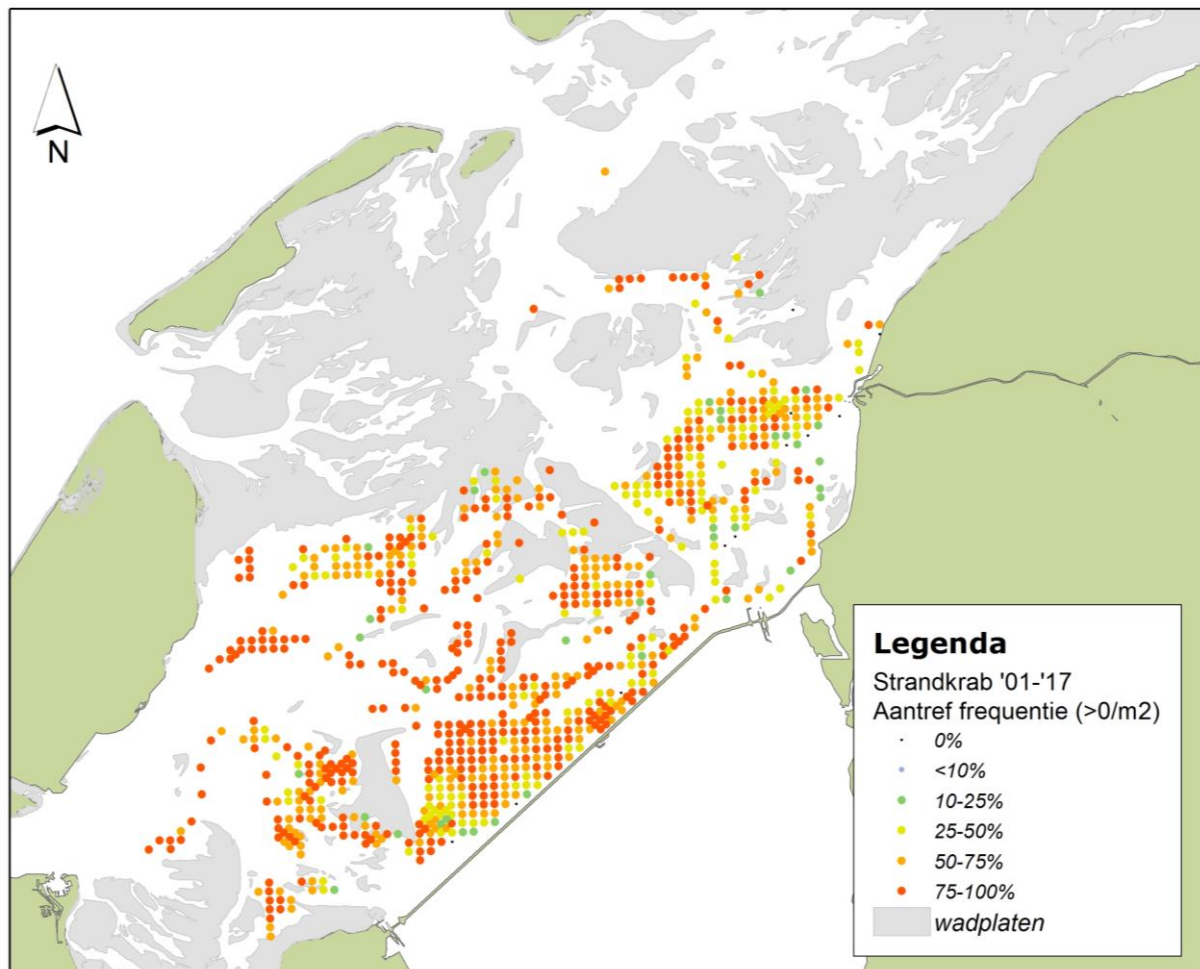 N
Legenda
Strandkrab '01-'17
Aantref frequentie (>0/m2)
0%
<10%
10-25%
25-50%
50-75%
75-100%
wadplaten